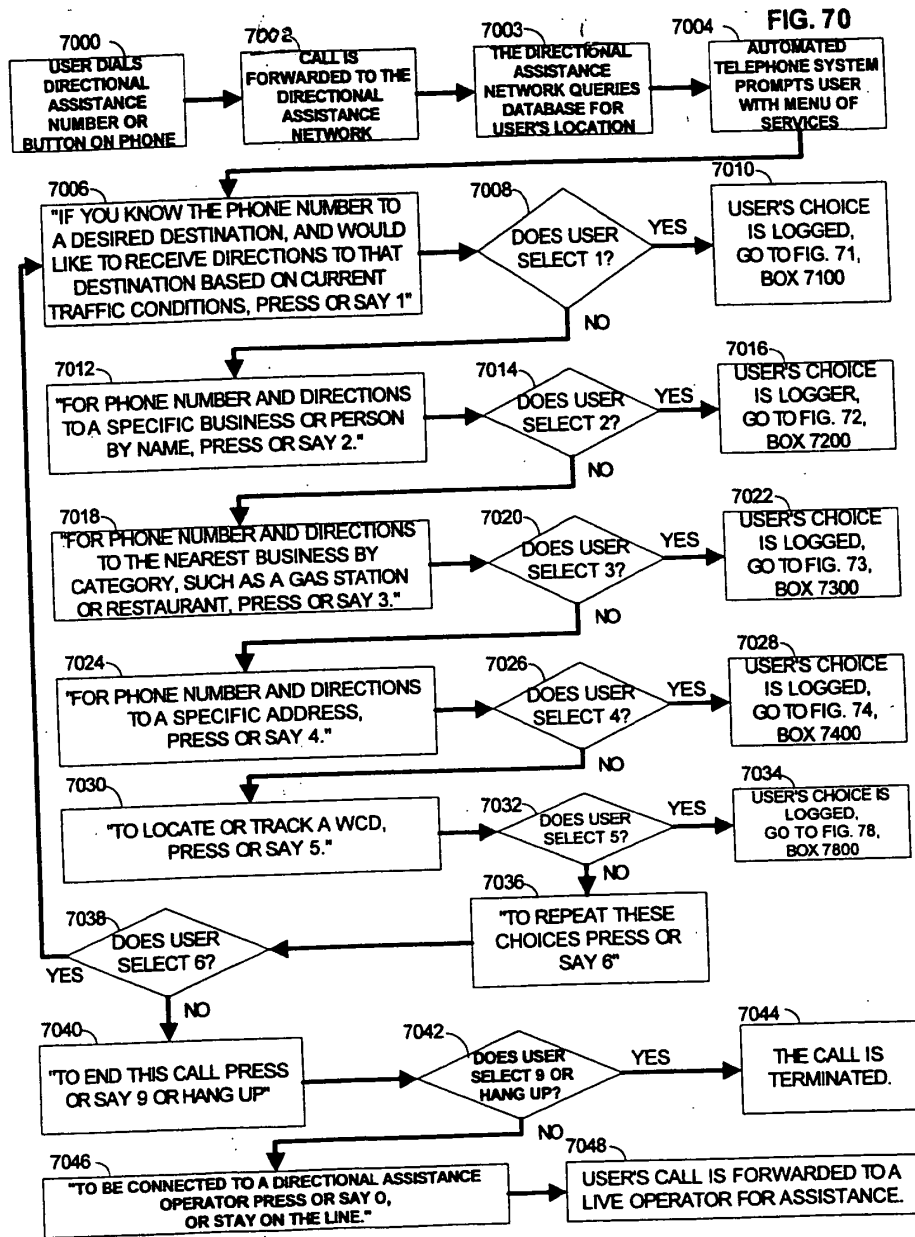 FIG. 70
7000
USER DIALS
DIRECTIONAL
ASSISTANCE
NUMBER OR
BUTTON ON PHONE
7002
CALL IS
FORWARDED TO THE
DIRECTIONAL
ASSISTANCE
NETWORK
7003
THE DIRECTIONAL
ASSISTANCE
NETWORK QUERIES
DATABASE FOR
USER'S LOCATION
7004
AUTOMATED
TELEPHONE SYSTEM
PROMPTS USER
WITH MENU OF
SERVICES
7006
"IF YOU KNOW THE PHONE NUMBER TO
A DESIRED DESTINATION, AND WOULD
LIKE TO RECEIVE DIRECTIONS TO THAT
DESTINATION BASED ON CURRENT
TRAFFIC CONDITIONS, PRESS OR SAY 1"
7008
DOES USER
SELECT 1?
YES
NO
7010
USER'S CHOICE
IS LOGGED,
GO TO FIG. 71,
BOX 7100
7012
"FOR PHONE NUMBER AND DIRECTIONS
TO A SPECIFIC BUSINESS OR PERSON
BY NAME, PRESS OR SAY 2."
7014
DOES USER
SELECT 2?
YES
NO
7016
USER'S CHOICE
IS LOGGER,
GO TO FIG. 72,
BOX 7200
7018
"FOR PHONE NUMBER AND DIRECTIONS
TO THE NEAREST BUSINESS BY
CATEGORY, SUCH AS A GAS STATION
OR RESTAURANT, PRESS OR SAY 3."
7020
DOES USER
SELECT 3?
YES
NO
7022
USER'S CHOICE
IS LOGGED,
GO TO FIG. 73,
BOX 7300
7024
"FOR PHONE NUMBER AND DIRECTIONS
TO A SPECIFIC ADDRESS,
PRESS OR SAY 4."
7026
DOES USER
SELECT 4?
YES
NO
7028
USER'S CHOICE
IS LOGGED,
GO TO FIG. 74,
BOX 7400
7030
"TO LOCATE OR TRACK A WCD,
PRESS OR SAY 5."
7032
DOES USER
SELECT 5?
YES
NO
7034
USER'S CHOICE IS
LOGGED,
GO TO FIG. 78,
BOX 7800
7036
"TO REPEAT THESE
CHOICES PRESS OR
SAY 6"
7038
DOES USER
SELECT 6?
YES
NO
7040
"TO END THIS CALL PRESS
OR SAY 9 OR HANG UP"
7042
DOES USER
SELECT 9 OR
HANG UP?
YES
NO
7044
THE CALL IS
TERMINATED.
7046
"TO BE CONNECTED TO A DIRECTIONAL ASSISTANCE
OPERATOR PRESS OR SAY O,
OR STAY ON THE LINE."
7048
USER'S CALL IS FORWARDED TO A
LIVE OPERATOR FOR ASSISTANCE.